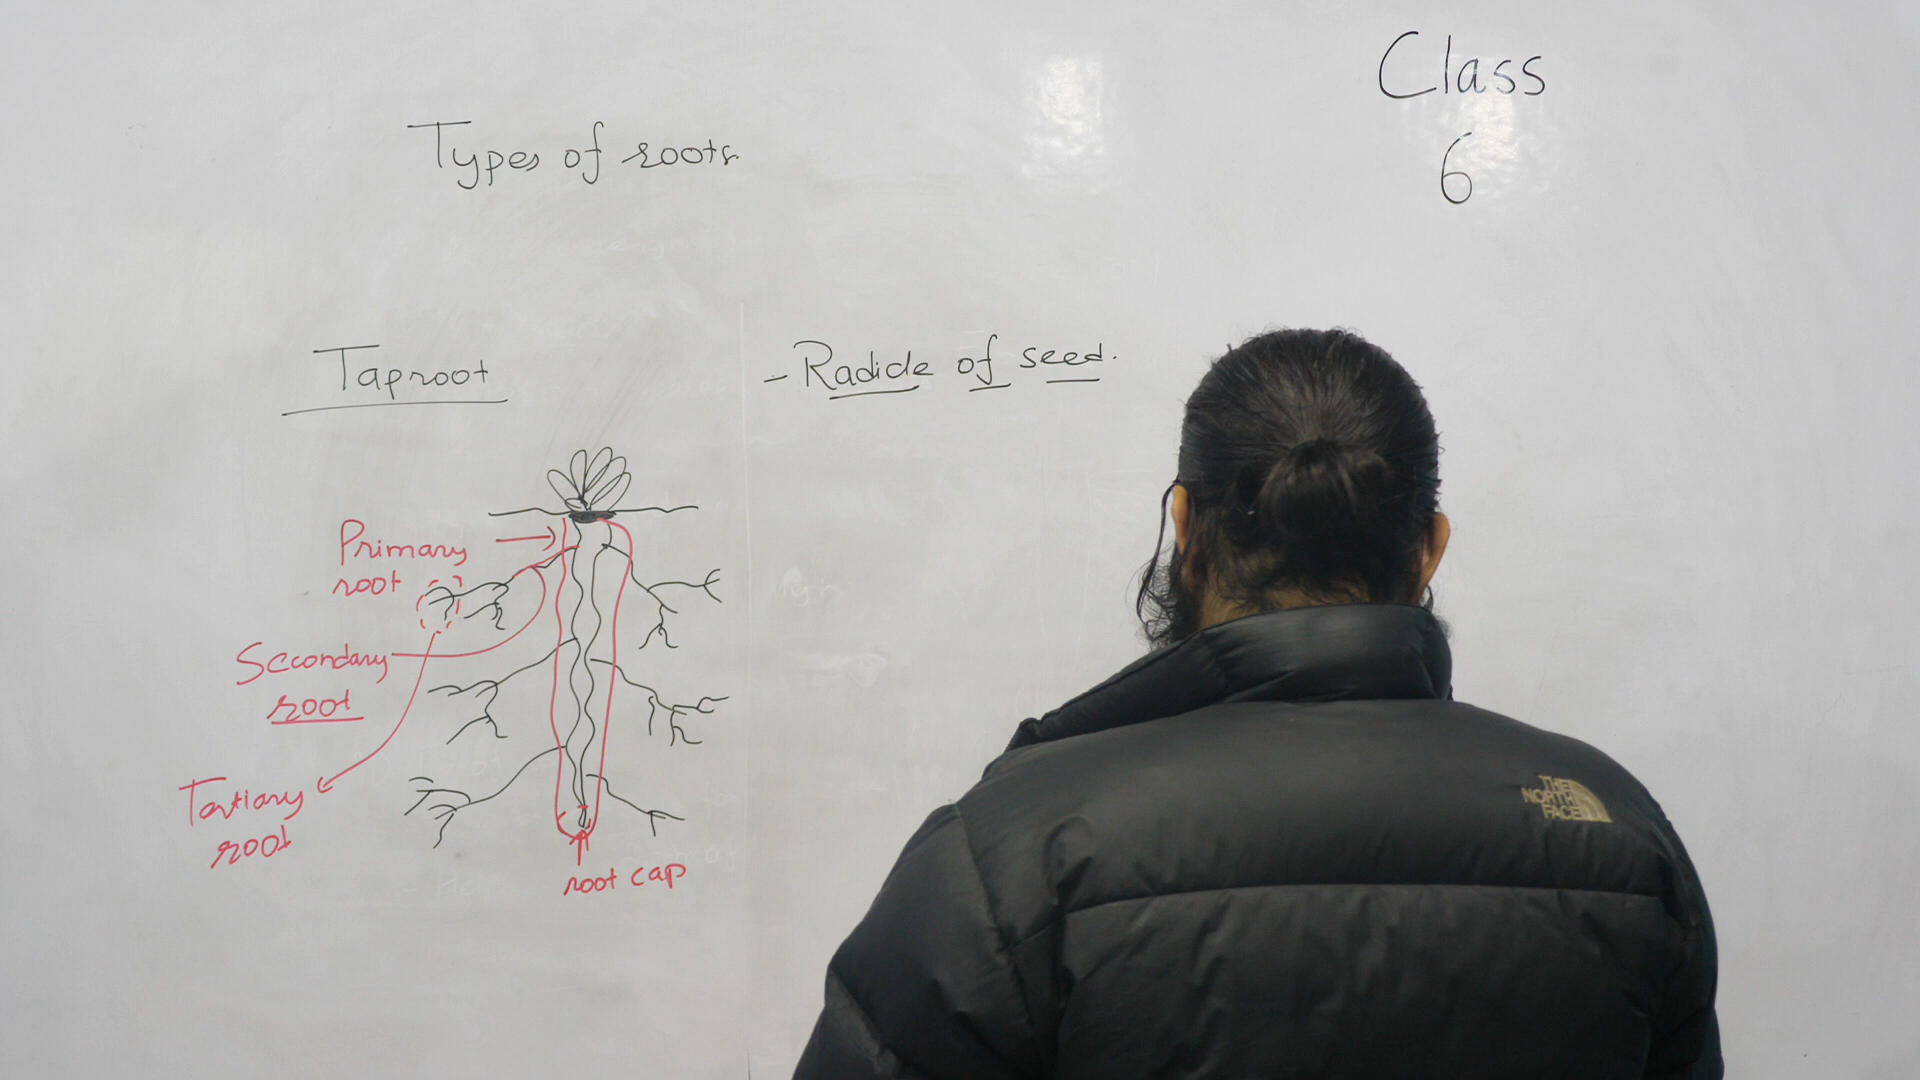 Class
6
Types of roots.
Taproot
- Radicle of seed.
Primary
root
Secondary
root
Tertiary
root
root cap
THE
NORTH
FACE